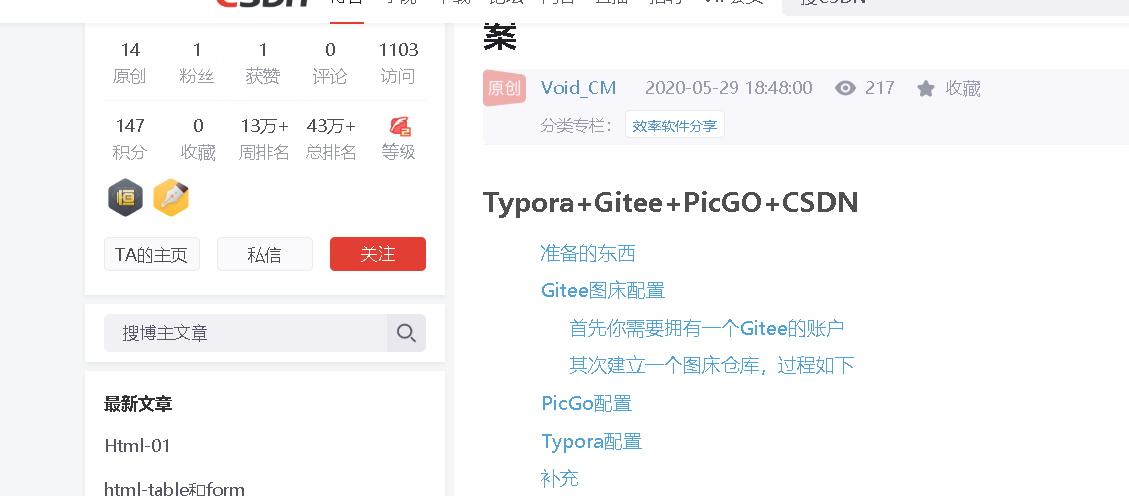 CSDN
搜CSDN
14 1 1 0 1103
原创 粉丝 获赞 评论 访问
147 0 13万+ 43万+
积分 收藏 周排名 总排名 等级
TA的主页 私信 关注
搜博主文章
最新文章
Html-01
html-table和form
案
原创 Void_CM 2020-05-29 18:48:00 217 收藏
分类专栏： 效率软件分享
Typora+Gitee+PicGO+CSDN
准备的东西
Gitee图床配置
首先你需要拥有一个Gitee的账户
其次建立一个图床仓库，过程如下
PicGo配置
Typora配置
补充